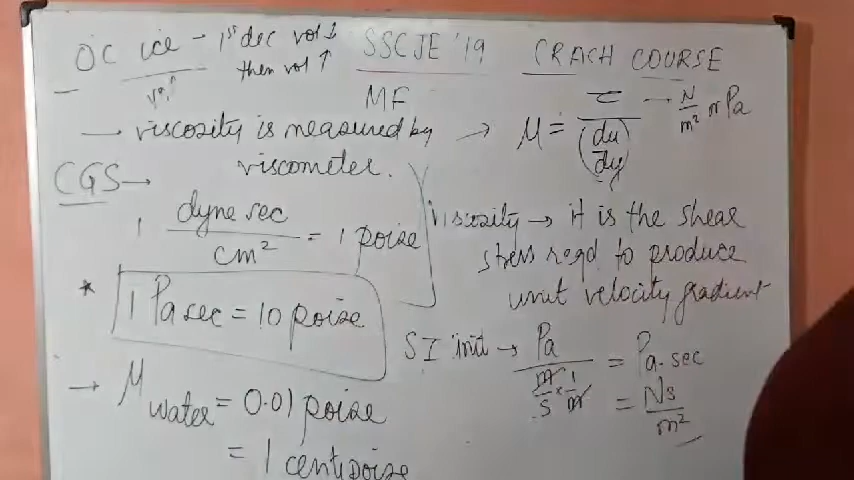 0C ice - 1st dec vol ↓
then vol ↑
SSCJE '19 CRACH COURSE
MF
→ viscosity is measured by
viscometer.
→ μ = τ/(du/dy) → N/m² or Pa
CGS →
1 dyne sec/cm² = 1 poise
viscosity → it is the shear
stress reqd to produce
unit velocity gradient
* 1 Pa sec = 10 poise
SI unit → Pa/(m/s × 1/m) = Pa. sec
= Ns/m²
→ μ water = 0.01 poise
= 1 centipoise